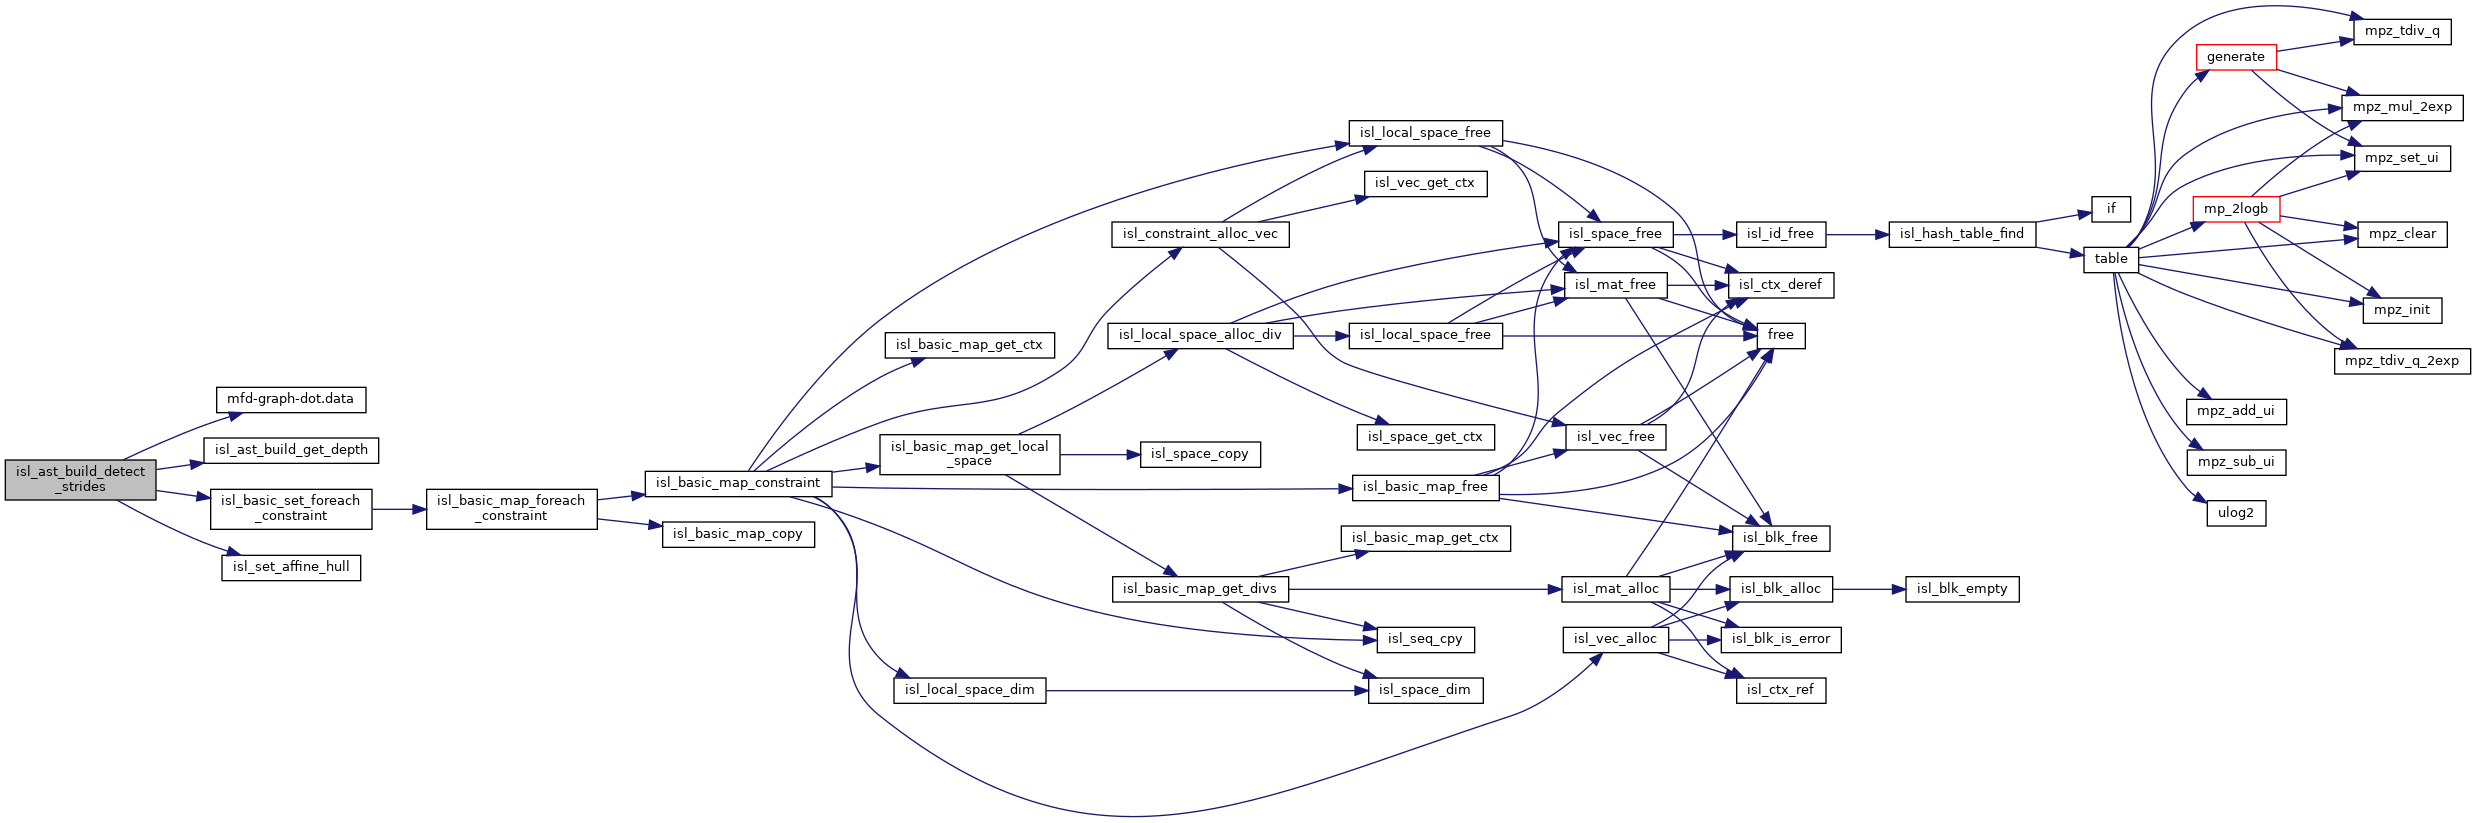 isl_ast_build_detect
_strides
mfd-graph-dot.data
isl_ast_build_get_depth
isl_basic_set_foreach
_constraint
isl_set_affine_hull
isl_basic_map_foreach
_constraint
isl_basic_map_constraint
isl_basic_map_copy
isl_basic_map_get_ctx
isl_basic_map_get_local
_space
isl_local_space_dim
isl_constraint_alloc_vec
isl_local_space_alloc_div
isl_space_copy
isl_basic_map_get_divs
isl_local_space_free
isl_vec_get_ctx
isl_local_space_free
isl_space_get_ctx
isl_basic_map_free
isl_basic_map_get_ctx
isl_seq_cpy
isl_space_dim
isl_space_free
isl_mat_free
isl_vec_free
isl_mat_alloc
isl_vec_alloc
isl_id_free
isl_ctx_deref
free
isl_blk_free
isl_blk_alloc
isl_blk_is_error
isl_ctx_ref
isl_hash_table_find
isl_blk_empty
if
table
generate
mp_2logb
mpz_add_ui
mpz_sub_ui
ulog2
mpz_tdiv_q
mpz_mul_2exp
mpz_set_ui
mpz_clear
mpz_init
mpz_tdiv_q_2exp